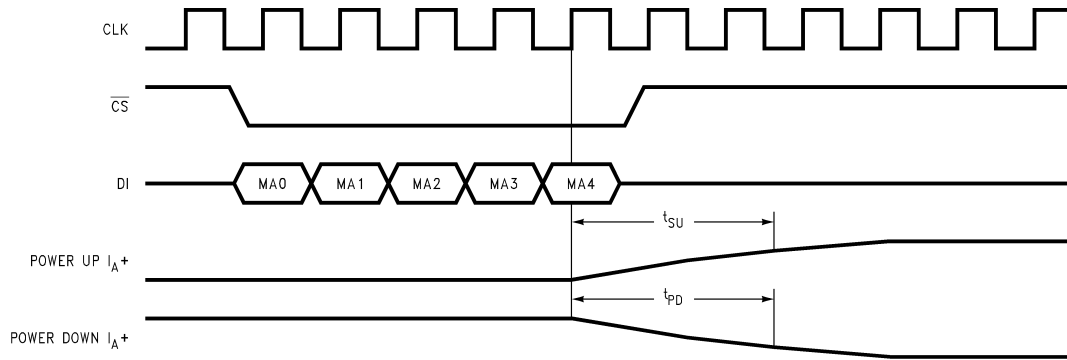 CLK
CS
DI
MA0 MA1 MA2 MA3 MA4
tSU
POWER UP IA+
tPD
POWER DOWN IA+